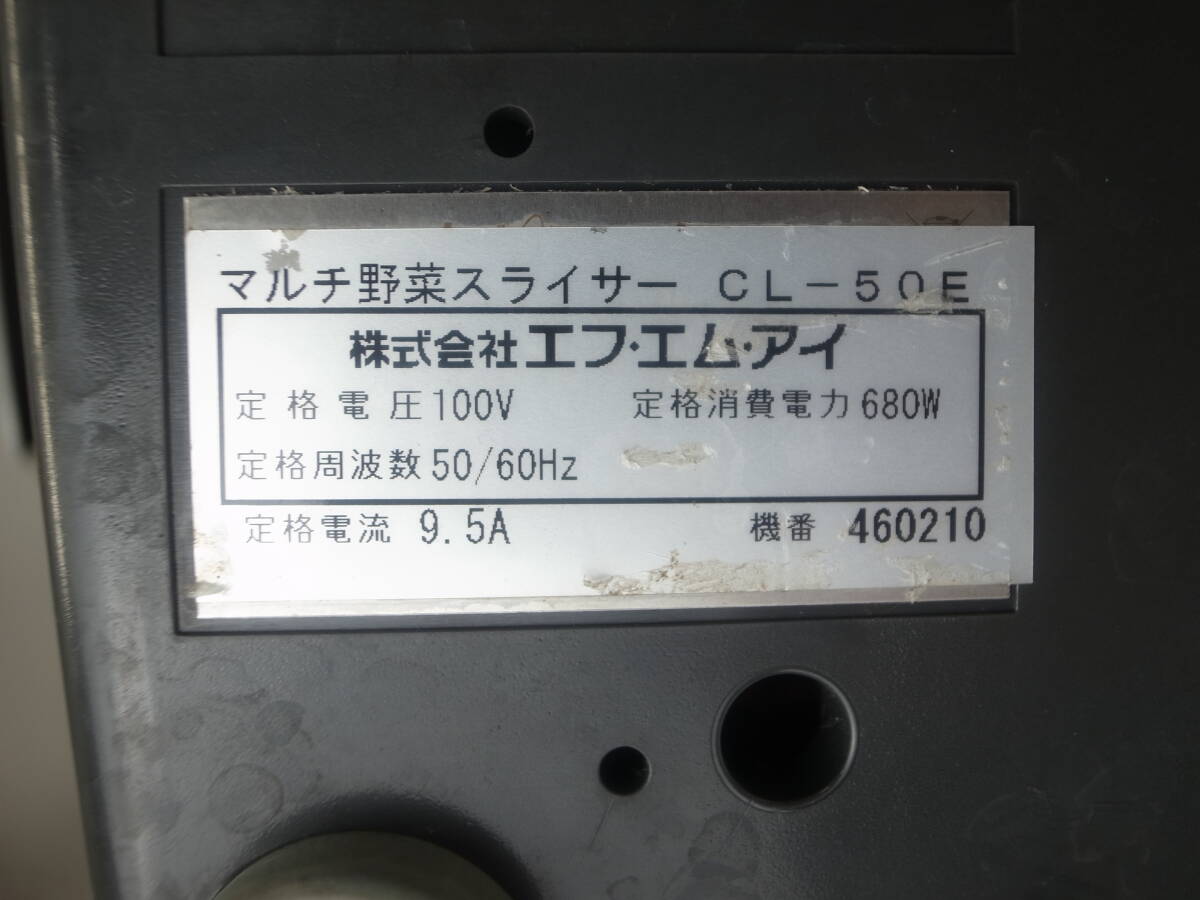 マルチ野菜スライサー CL-50E
株式会社エフ・エム・アイ
定格電圧100V 定格消費電力680W
定格周波数50/60Hz
定格電流 9.5A 機番 460210